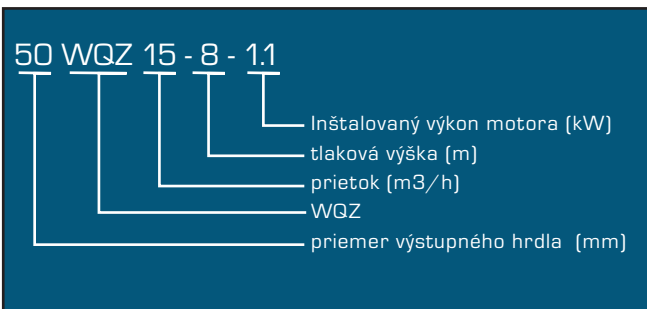 50 WQZ 15 - 8 - 1.1
Inštalovaný výkon motora (kW)
tlaková výška (m)
prietok (m3/h)
WQZ
priemer výstupného hrdla (mm)